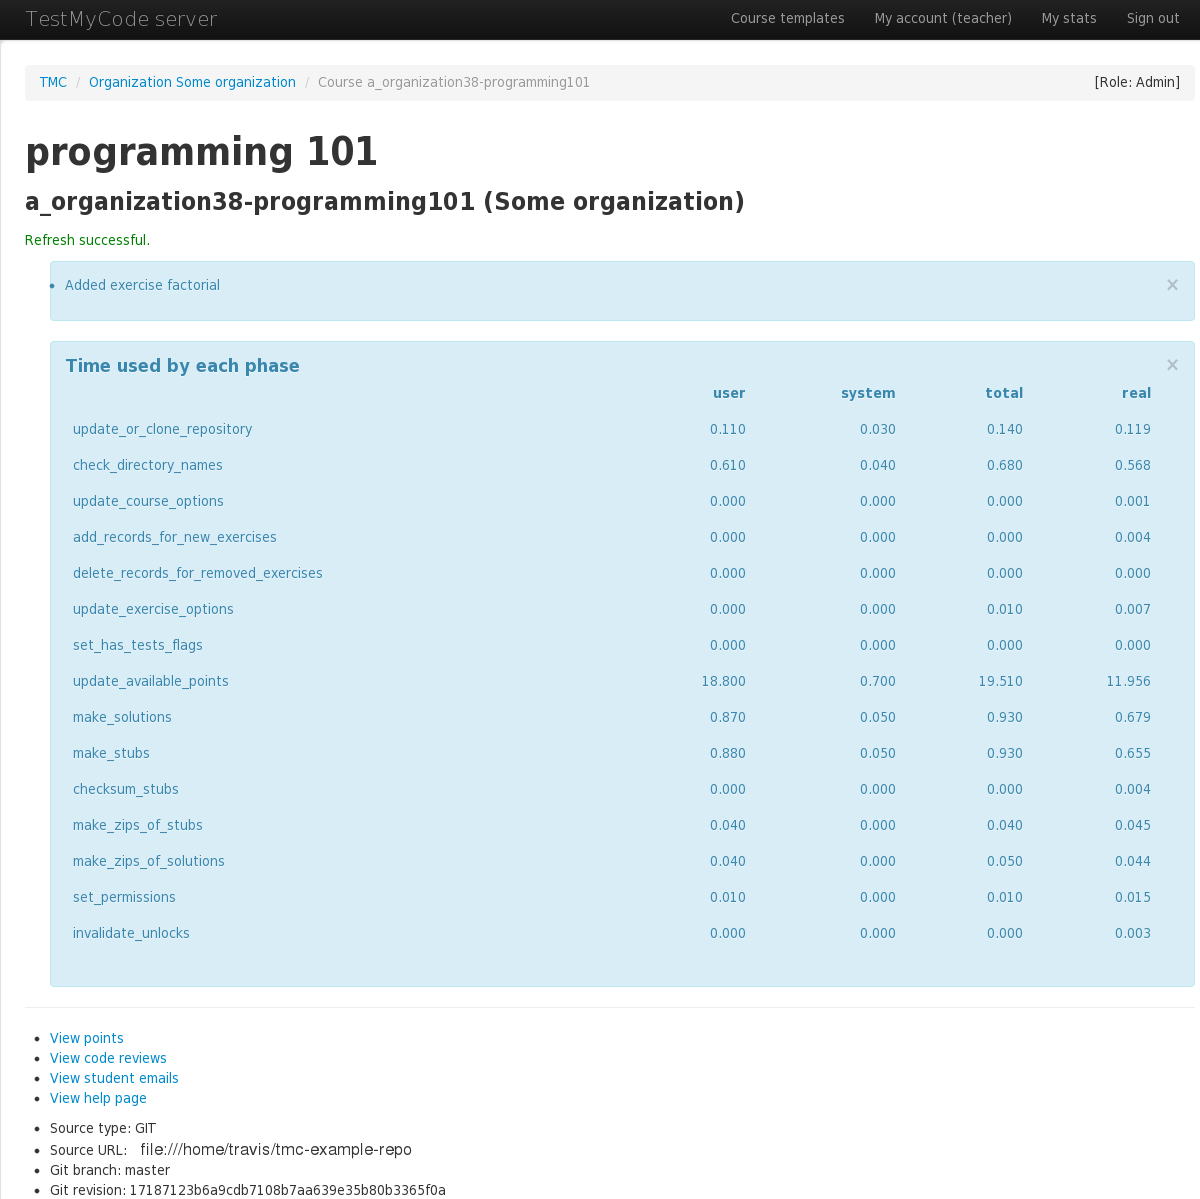 TestMyCode server Course templates My account (teacher) My stats Sign out
TMC / Organization Some organization / Course a_organization38-programming101 [Role: Admin]
programming 101
a_organization38-programming101 (Some organization)
Refresh successful.
• Added exercise factorial ×
Time used by each phase ×
user system total real
update_or_clone_repository 0.110 0.030 0.140 0.119
check_directory_names 0.610 0.040 0.680 0.568
update_course_options 0.000 0.000 0.000 0.001
add_records_for_new_exercises 0.000 0.000 0.000 0.004
delete_records_for_removed_exercises 0.000 0.000 0.000 0.000
update_exercise_options 0.000 0.000 0.010 0.007
set_has_tests_flags 0.000 0.000 0.000 0.000
update_available_points 18.800 0.700 19.510 11.956
make_solutions 0.870 0.050 0.930 0.679
make_stubs 0.880 0.050 0.930 0.655
checksum_stubs 0.000 0.000 0.000 0.004
make_zips_of_stubs 0.040 0.000 0.040 0.045
make_zips_of_solutions 0.040 0.000 0.050 0.044
set_permissions 0.010 0.000 0.010 0.015
invalidate_unlocks 0.000 0.000 0.000 0.003
• View points
• View code reviews
• View student emails
• View help page
• Source type: GIT
• Source URL: file:///home/travis/tmc-example-repo
• Git branch: master
• Git revision: 17187123b6a9cdb7108b7aa639e35b80b3365f0a